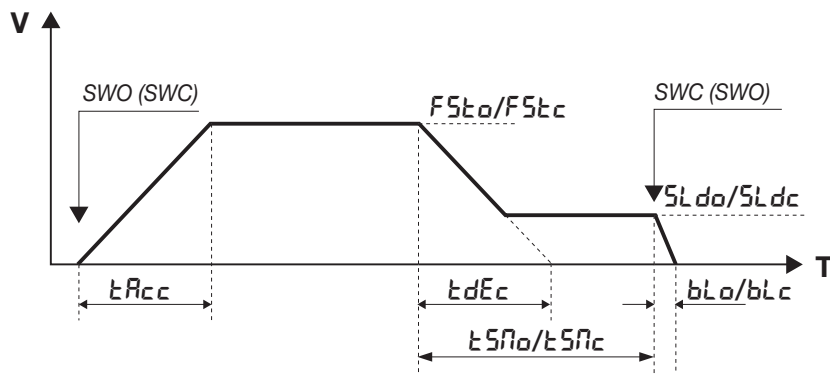 V
SWO (SWC)
FSto/FStc
SWC (SWO)
SLdo/SLdc
T
tAcc
tdEc
bLo/bLc
tSMo/tSMc